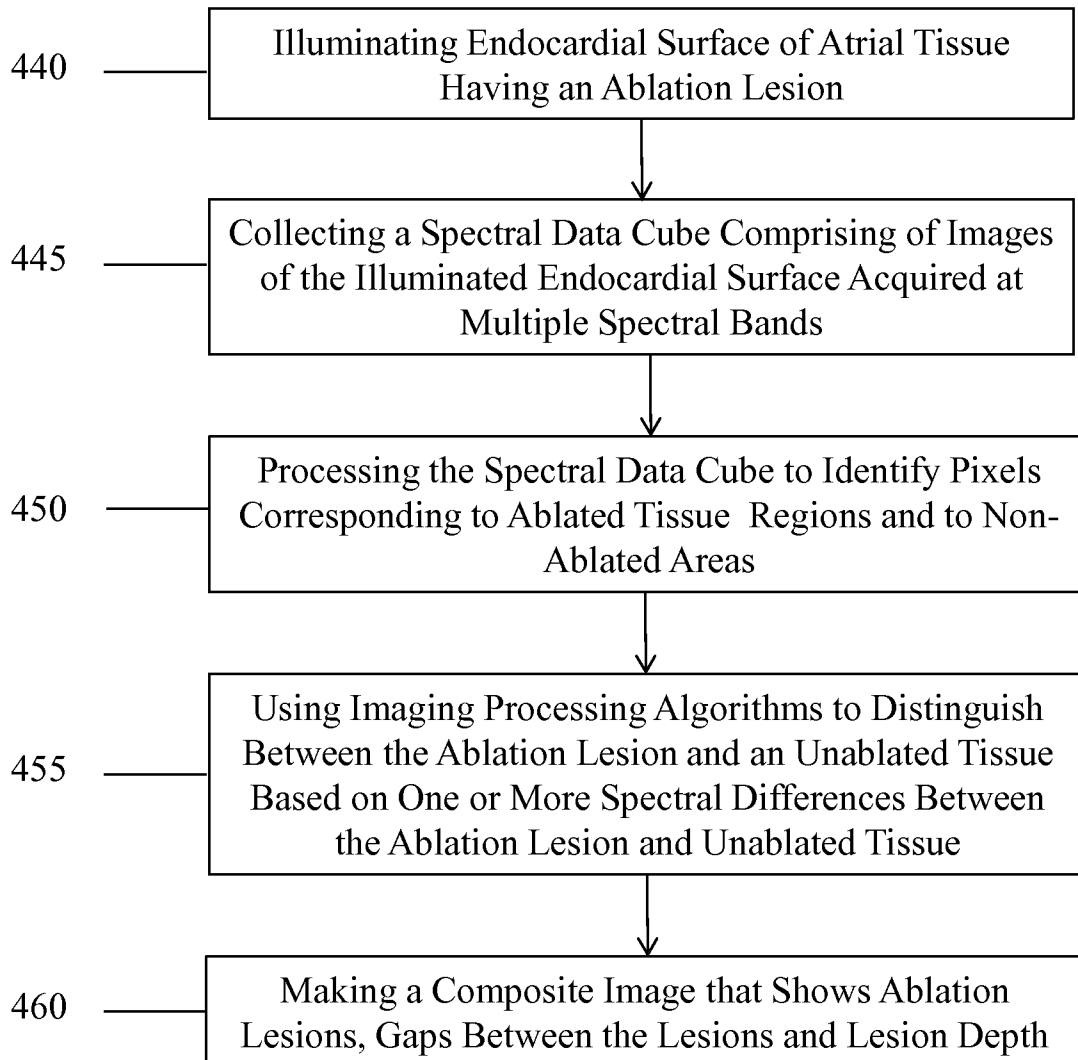 440
Illuminating Endocardial Surface of Atrial Tissue
Having an Ablation Lesion
445
Collecting a Spectral Data Cube Comprising of Images
of the Illuminated Endocardial Surface Acquired at
Multiple Spectral Bands
450
Processing the Spectral Data Cube to Identify Pixels
Corresponding to Ablated Tissue Regions and to Non-
Ablated Areas
455
Using Imaging Processing Algorithms to Distinguish
Between the Ablation Lesion and an Unablated Tissue
Based on One or More Spectral Differences Between
the Ablation Lesion and Unablated Tissue
460
Making a Composite Image that Shows Ablation
Lesions, Gaps Between the Lesions and Lesion Depth